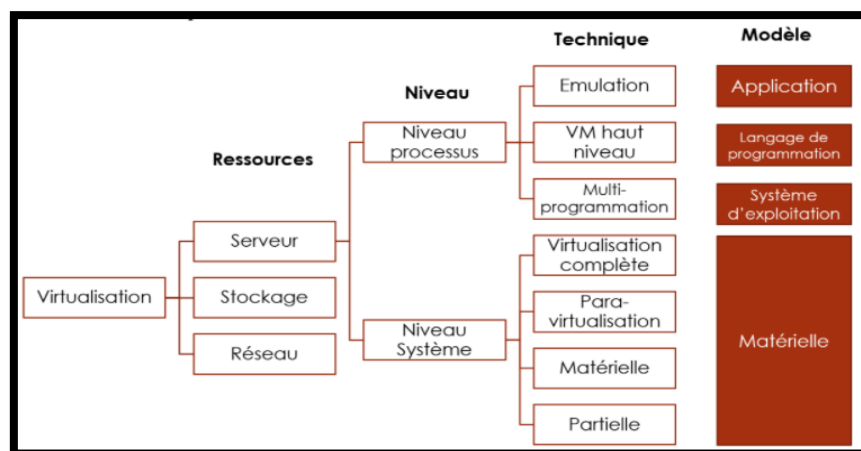 Technique
Modèle
Niveau
Ressources
Emulation
Application
Niveau
processus
VM haut
niveau
Langage de
programmation
Multi-
programmation
Système
d'exploitation
Serveur
Virtualisation
complète
Virtualisation
Stockage
Para-
virtualisation
Niveau
Système
Réseau
Matérielle
Matérielle
Partielle